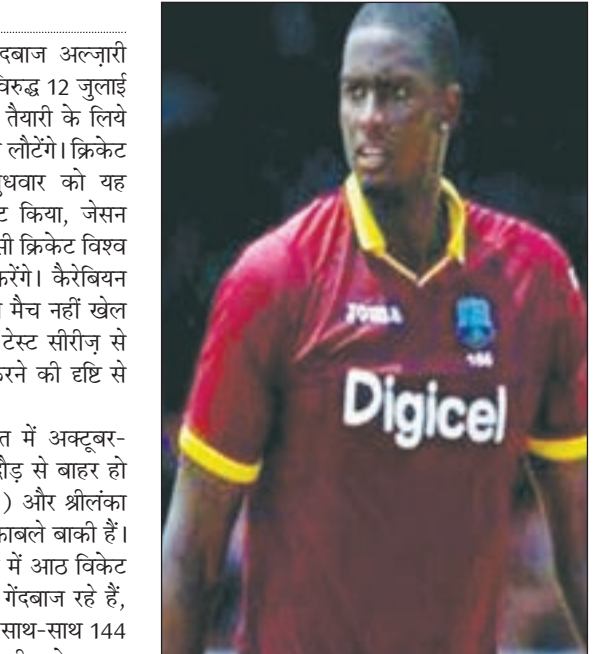 दबाज अल्ज़ारी
विरुद्ध 12 जुलाई
तैयारी के लिये
लौटेंगे। क्रिकेट
बुधवार को यह
किया, जेसन
सी क्रिकेट विश्व
करेंगे। कैरेबियन
मैच नहीं खेल
टेस्ट सीरीज़ से
रने की दृष्टि से
त में अक्टूबर-
दौड़ से बाहर हो
) और श्रीलंका
काबले बाकी हैं।
में आठ विकेट
गेंदबाज रहे हैं,
साथ-साथ 144
JOMA
Digicel